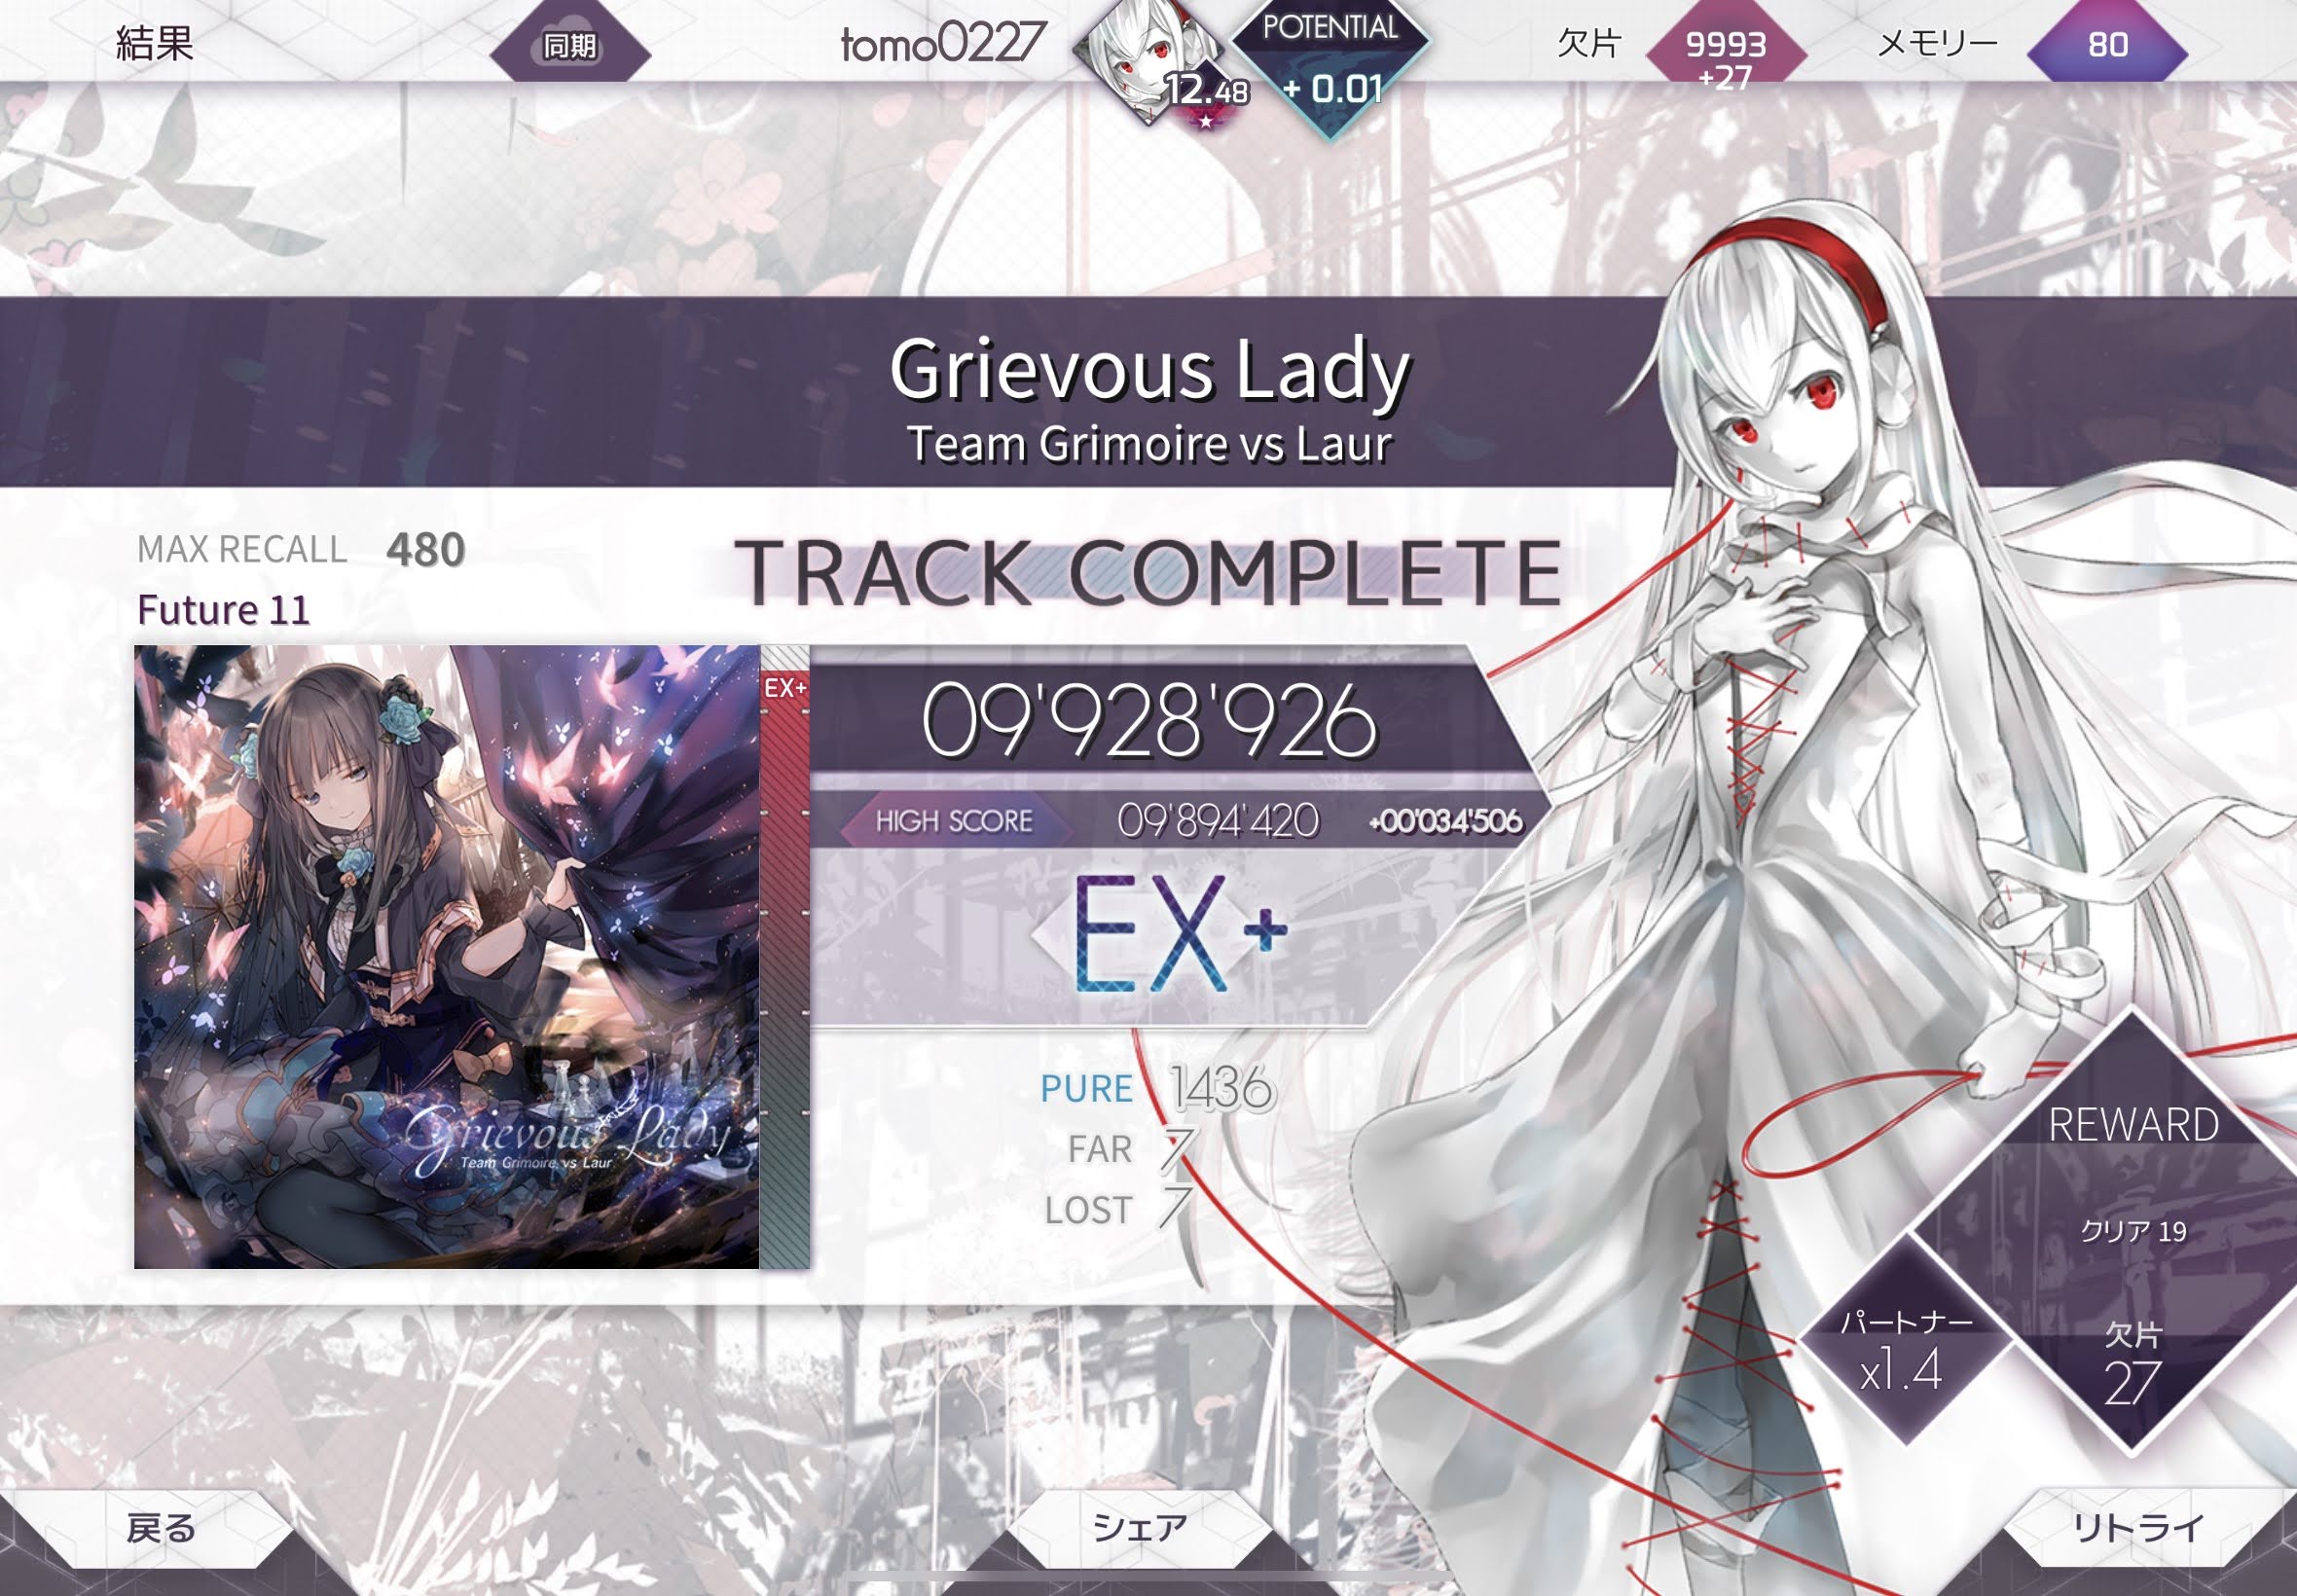 結果
同期
tomo0227
12.48
POTENTIAL
+ 0.01
欠片
9993
+27
メモリー
80
Grievous Lady
Team Grimoire vs Laur
MAX RECALL 480
Future 11
TRACK COMPLETE
EX+
09'928'926
HIGH SCORE 09'894'420 +00'034'506
EX+
Grievous Lady
Team Grimoire vs Laur
PURE 1436
FAR 7
LOST 7
REWARD
クリア 19
パートナー
x1.4
欠片
27
戻る
シェア
リトライ